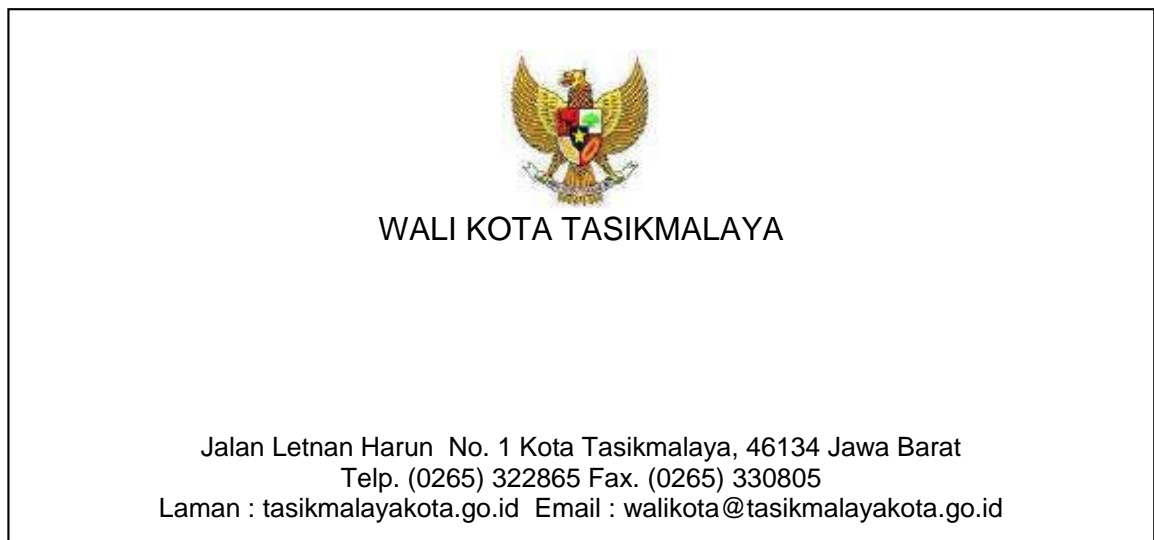 WALI KOTA TASIKMALAYA
Jalan Letnan Harun  No. 1 Kota Tasikmalaya, 46134 Jawa Barat
Telp. (0265) 322865 Fax. (0265) 330805
Laman : tasikmalayakota.go.id  Email : walikota@tasikmalayakota.go.id